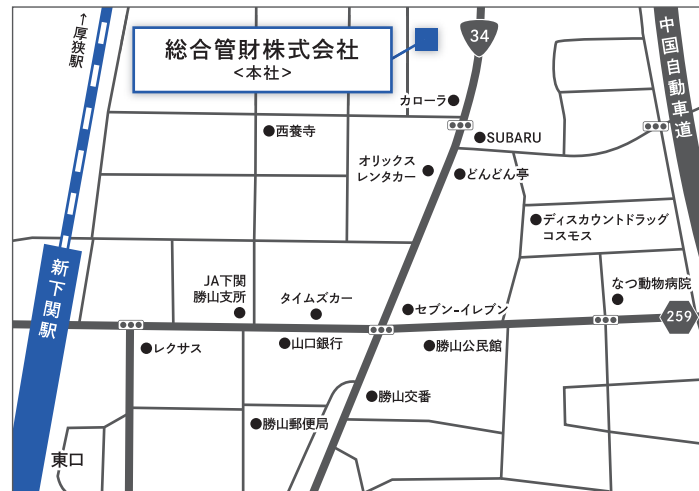 ↑厚狭駅
総合管財株式会社
<本社>
34
中国自動車道
カローラ
西養寺
SUBARU
オリックス
レンタカー
どんどん亭
ディスカウントドラッグ
コスモス
新下関駅
JA下関
勝山支所
タイムズカー
セブン-イレブン
なつ動物病院
259
レクサス
山口銀行
勝山公民館
勝山交番
勝山郵便局
東口